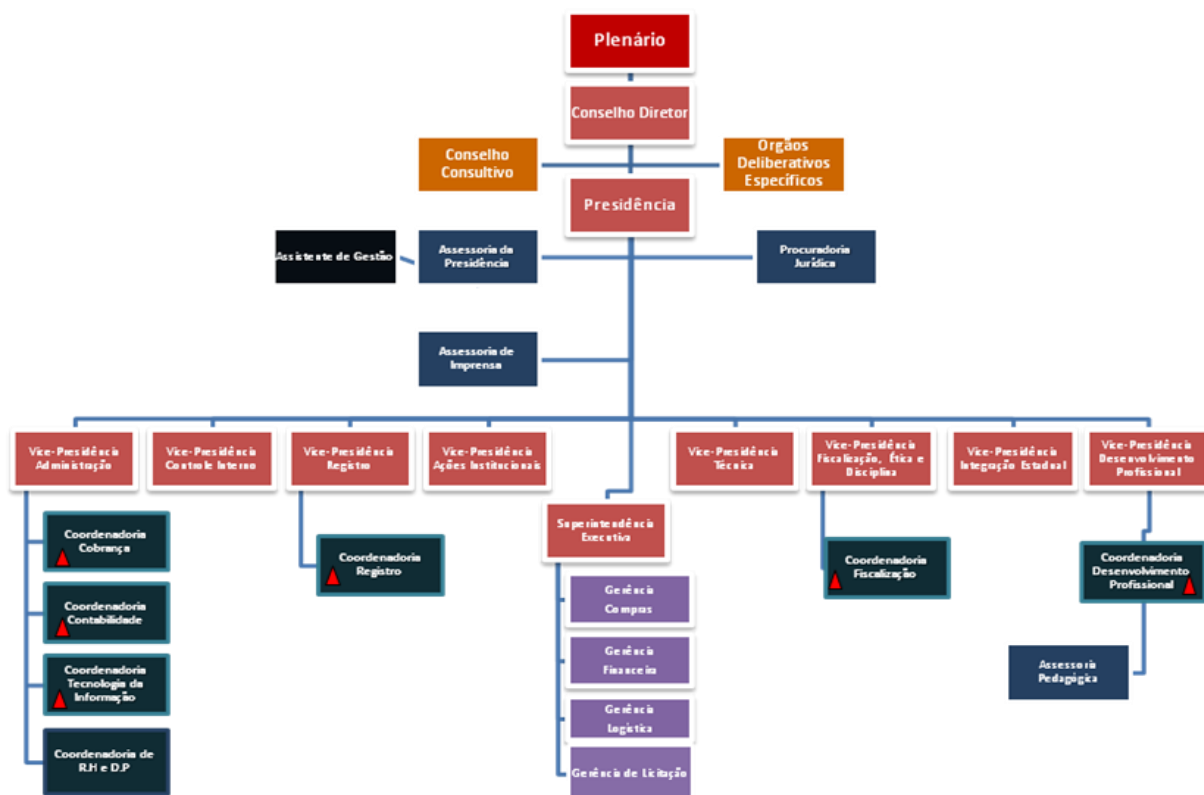 Plenário
Conselho Diretor
Conselho
Consultivo
Orgãos
Deliberativos
Específicos
Presidência
Assistente de Gestão
Assessoria da
Presidência
Procuradoria
Jurídica
Assessoria de
Imprensa
Vice-Presidência
Administração
Vice-Presidência
Controle Interno
Vice-Presidência
Registro
Vice-Presidência
Ações Institucionais
Vice-Presidência
Técnica
Vice-Presidência
Fiscalização, Ética e
Disciplina
Vice-Presidência
Integração Estadual
Vice-Presidência
Desenvolvimento
Profissional
Coordenadoria
Cobrança
Coordenadoria
Contabilidade
Coordenadoria
Tecnologia da
Informação
Coordenadoria de
R.H e D.P
Coordenadoria
Registro
Superintendência
Executiva
Gerência
Compras
Gerência
Financeira
Gerência
Logística
Gerência de Licitação
Coordenadoria
Fiscalização
Coordenadoria
Desenvolvimento
Profissional
Assessoria
Pedagógica